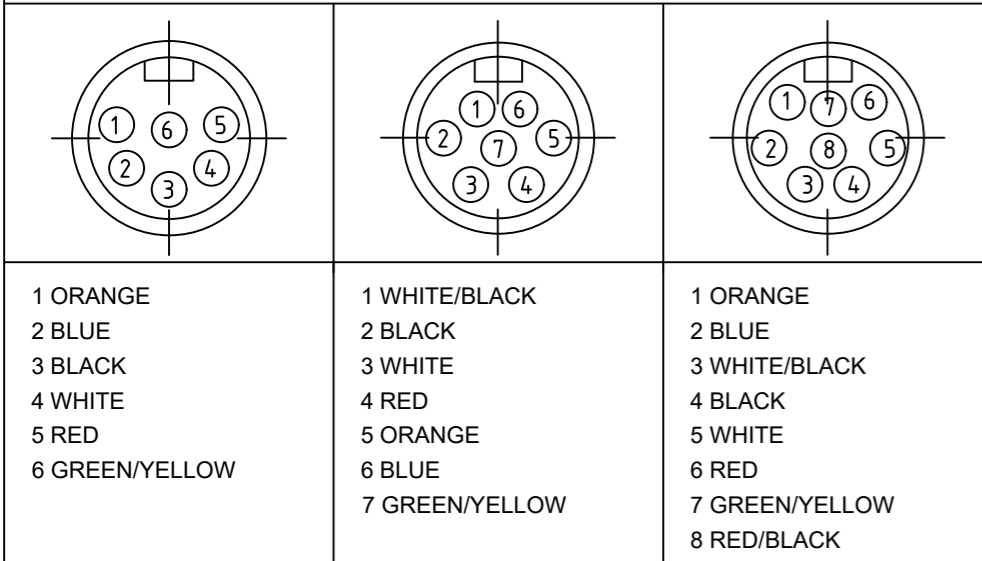 1 6 5
2 4
3
1 6
2 7 5
3 4
1 7 6
2 8 5
3 4
1 ORANGE
2 BLUE
3 BLACK
4 WHITE
5 RED
6 GREEN/YELLOW
1 WHITE/BLACK
2 BLACK
3 WHITE
4 RED
5 ORANGE
6 BLUE
7 GREEN/YELLOW
1 ORANGE
2 BLUE
3 WHITE/BLACK
4 BLACK
5 WHITE
6 RED
7 GREEN/YELLOW
8 RED/BLACK